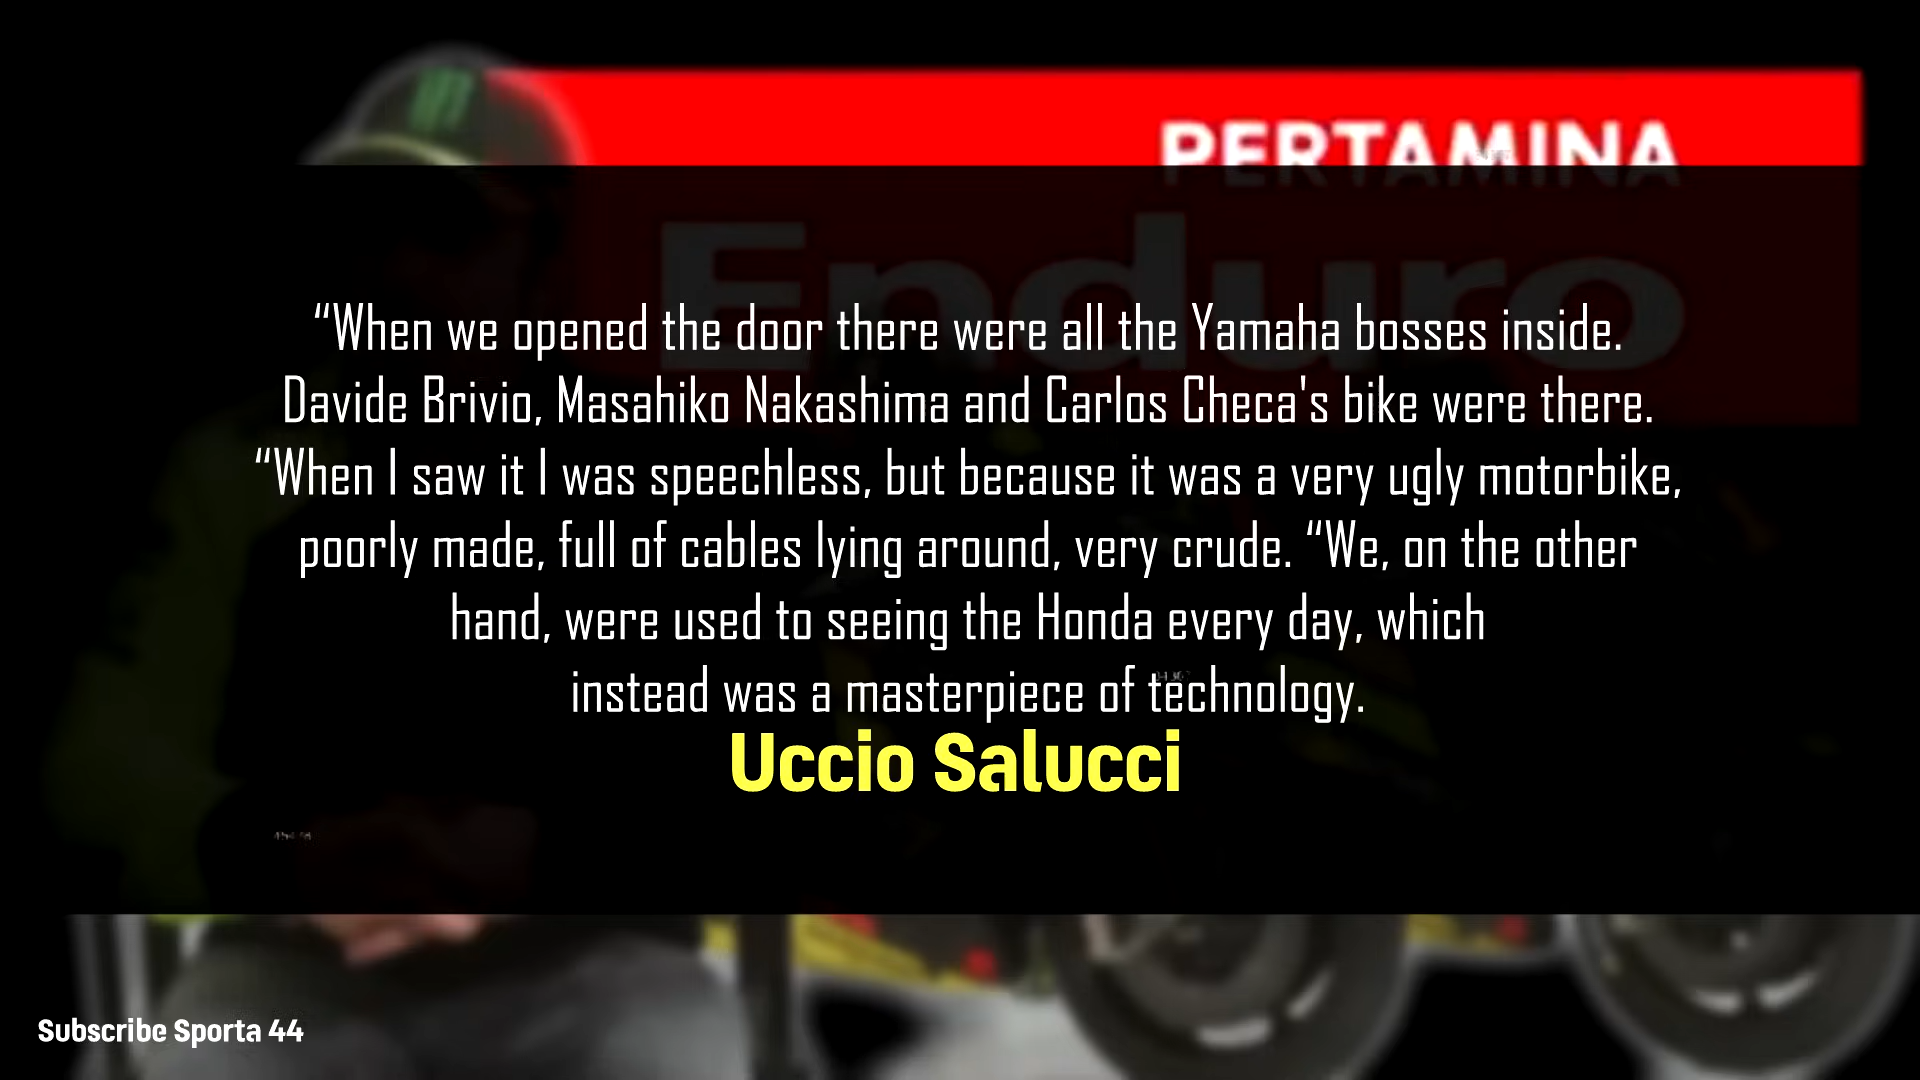 PERTAMINA
Enduro
“When we opened the door there were all the Yamaha bosses inside.
Davide Brivio, Masahiko Nakashima and Carlos Checa's bike were there.
“When I saw it I was speechless, but because it was a very ugly motorbike,
poorly made, full of cables lying around, very crude. “We, on the other
hand, were used to seeing the Honda every day, which
instead was a masterpiece of technology.
Uccio Salucci
Subscribe Sporta 44